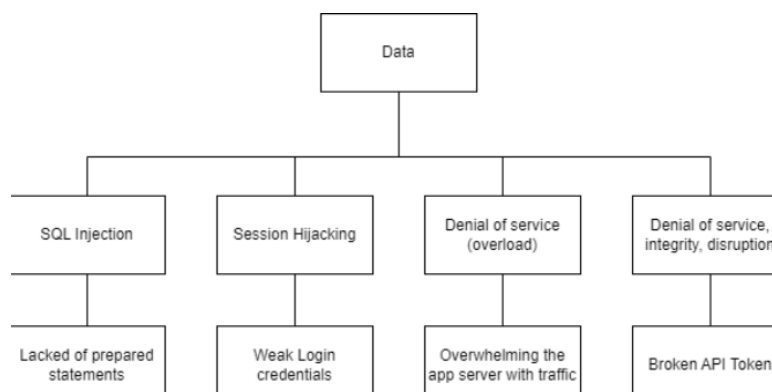 Data
SQL Injection
Session Hijacking
Denial of service
(overload)
Denial of service,
integrity, disruption
Lacked of prepared
statements
Weak Login
credentials
Overwhelming the
app server with traffic
Broken API Token